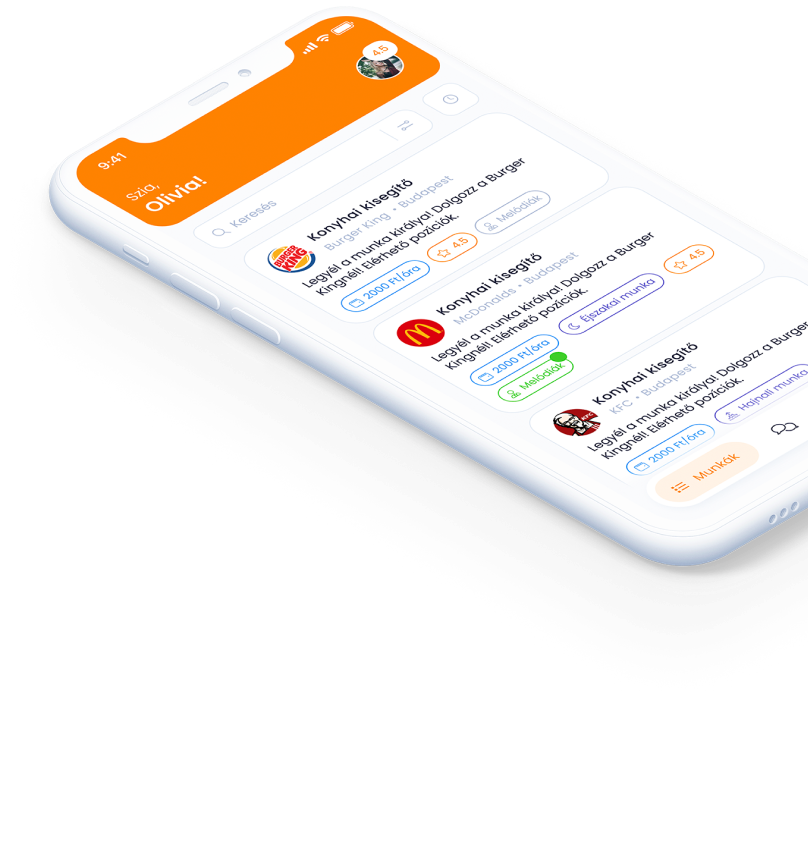 9:41
4.5
Szia,
Olivia!
Keresés
BURGER
KING
Konyhai kisegítő
Burger King • Budapest
Legyél a munka királya! Dolgozz a Burger
Kingnél! Elérhető pozíciók.
2000 Ft/óra
4.5
Melódiák
Konyhai kisegítő
McDonalds • Budapest
Legyél a munka királya! Dolgozz a Burger
Kingnél! Elérhető pozíciók.
2000 Ft/óra
Éjszakai munka
4.5
Melódiák
KFC
Konyhai kisegítő
KFC • Budapest
Legyél a munka királya! Dolgozz a Burger
Kingnél! Elérhető pozíciók.
2000 Ft/óra
Hajnali munka
Munkák